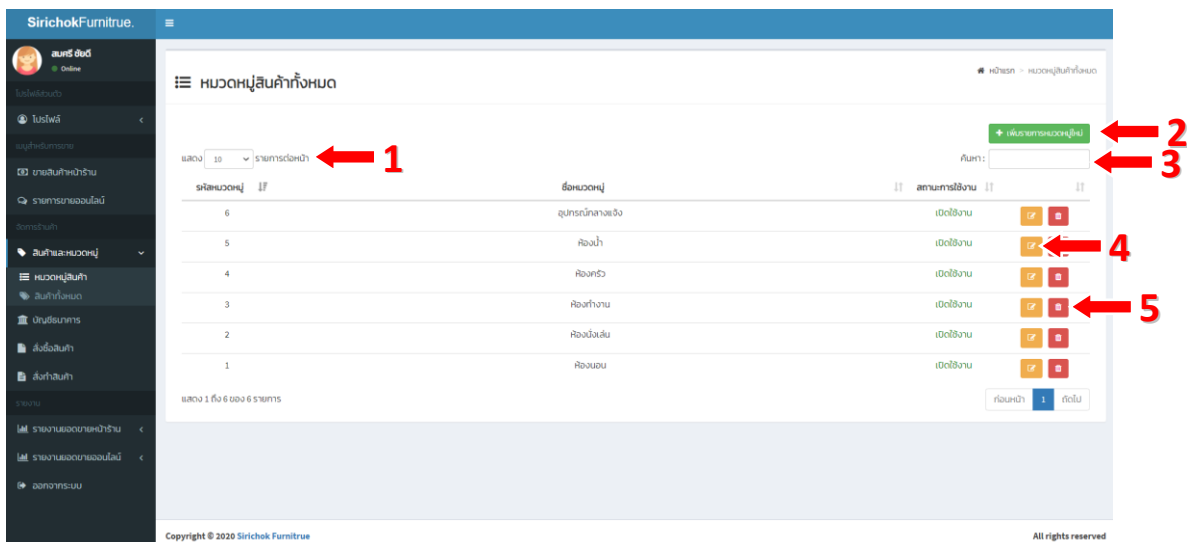 SirichokFurnitrue.
สมศรี ชัยดี
Online
โปรไฟล์ส่วนตัว
โปรไฟล์
เมนูสำหรับการขาย
ขายสินค้าหน้าร้าน
รายการขายออนไลน์
จัดการร้านค้า
สินค้าและหมวดหมู่
หมวดหมู่สินค้า
สินค้าทั้งหมด
บัญชีธนาคาร
สั่งซื้อสินค้า
สั่งทำสินค้า
รายงาน
รายงานยอดขายหน้าร้าน
รายงานยอดขายออนไลน์
ออกจากระบบ
หมวดหมู่สินค้าทั้งหมด
หน้าแรก > หมวดหมู่สินค้าทั้งหมด
+ เพิ่มรายการหมวดหมู่ใหม่ 2
แสดง 10 รายการต่อหน้า 1 ค้นหา : 3
รหัสหมวดหมู่ ชื่อหมวดหมู่ สถานะการใช้งาน
6 อุปกรณ์กลางแจ้ง เปิดใช้งาน
5 ห้องน้ำ เปิดใช้งาน 4
4 ห้องครัว เปิดใช้งาน
3 ห้องทำงาน เปิดใช้งาน 5
2 ห้องนั่งเล่น เปิดใช้งาน
1 ห้องนอน เปิดใช้งาน
แสดง 1 ถึง 6 ของ 6 รายการ ก่อนหน้า 1 ถัดไป
Copyright © 2020 Sirichok Furnitrue All rights reserved